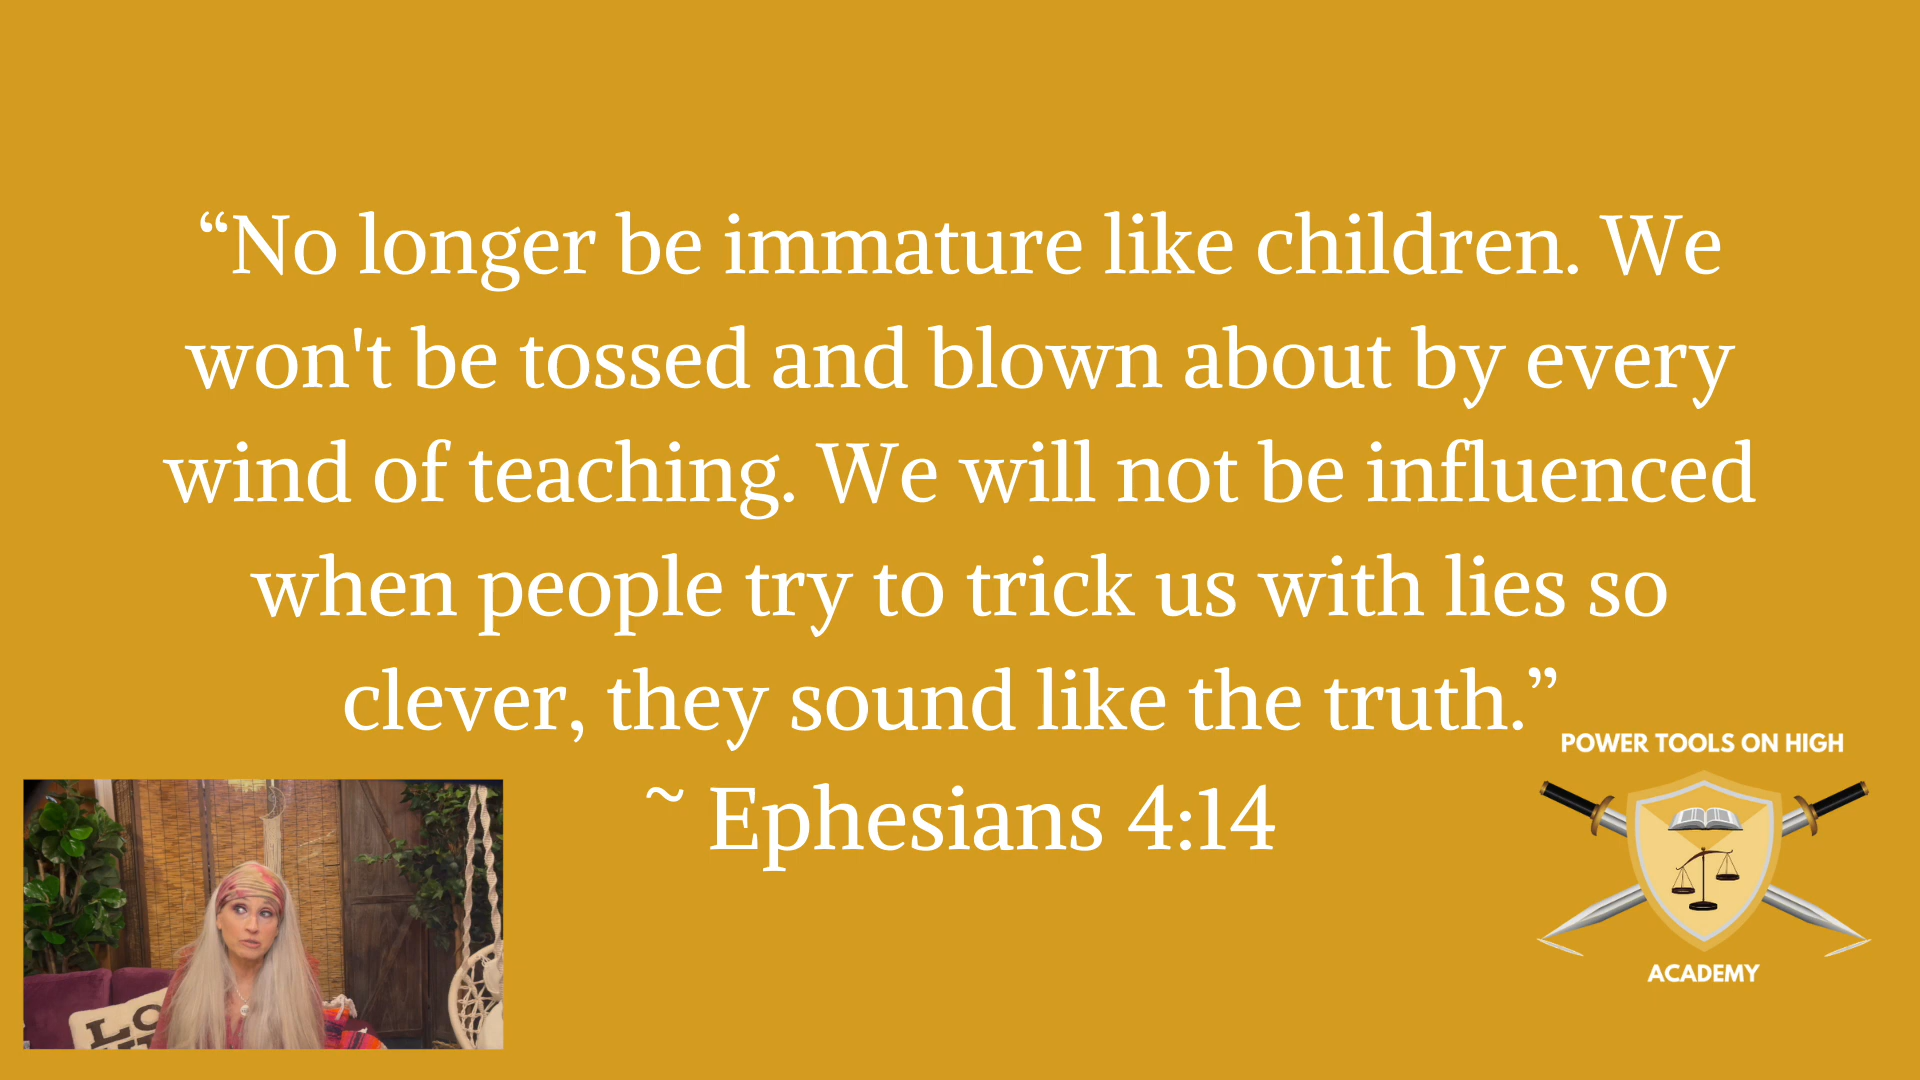 “No longer be immature like children. We
won't be tossed and blown about by every
wind of teaching. We will not be influenced
when people try to trick us with lies so
clever, they sound like the truth.”
~ Ephesians 4:14
POWER TOOLS ON HIGH
ACADEMY
LO